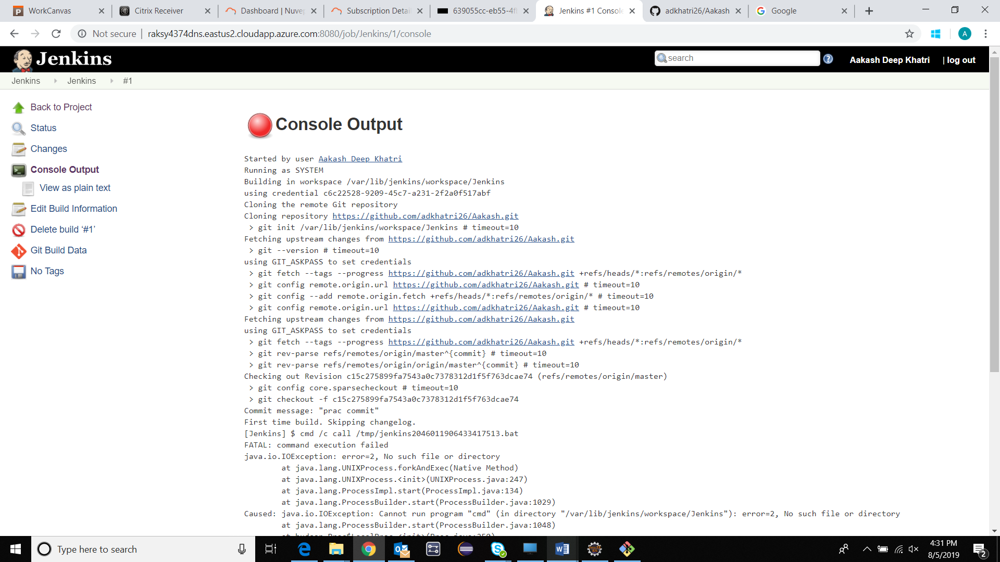 WorkCanvas
Citrix Receiver
Dashboard | Nuvep
Subscription Detail
639055cc-eb55-4f
Jenkins #1 Console
adkhatri26/Aakash
Google
Not secure | raksy4374dns.eastus2.cloudapp.azure.com:8080/job/Jenkins/1/console
A
Jenkins
search
Aakash Deep Khatri | log out
Jenkins Jenkins #1
Back to Project
Status
Changes
Console Output
View as plain text
Edit Build Information
Delete build ‘#1’
Git Build Data
No Tags
Console Output
Started by user Aakash Deep Khatri
Running as SYSTEM
Building in workspace /var/lib/jenkins/workspace/Jenkins
using credential c6c22528-9209-45c7-a231-2f2a0f517abf
Cloning the remote Git repository
Cloning repository https://github.com/adkhatri26/Aakash.git
> git init /var/lib/jenkins/workspace/Jenkins # timeout=10
Fetching upstream changes from https://github.com/adkhatri26/Aakash.git
> git --version # timeout=10
using GIT_ASKPASS to set credentials
> git fetch --tags --progress https://github.com/adkhatri26/Aakash.git +refs/heads/*:refs/remotes/origin/*
> git config remote.origin.url https://github.com/adkhatri26/Aakash.git # timeout=10
> git config --add remote.origin.fetch +refs/heads/*:refs/remotes/origin/* # timeout=10
> git config remote.origin.url https://github.com/adkhatri26/Aakash.git # timeout=10
Fetching upstream changes from https://github.com/adkhatri26/Aakash.git
using GIT_ASKPASS to set credentials
> git fetch --tags --progress https://github.com/adkhatri26/Aakash.git +refs/heads/*:refs/remotes/origin/*
> git rev-parse refs/remotes/origin/master^{commit} # timeout=10
> git rev-parse refs/remotes/origin/origin/master^{commit} # timeout=10
Checking out Revision c15c275899fa7543a0c7378312d1f5f763dcae74 (refs/remotes/origin/master)
> git config core.sparsecheckout # timeout=10
> git checkout -f c15c275899fa7543a0c7378312d1f5f763dcae74
Commit message: "prac commit"
First time build. Skipping changelog.
[Jenkins] $ cmd /c call /tmp/jenkins2046011906433417513.bat
FATAL: command execution failed
java.io.IOException: error=2, No such file or directory
at java.lang.UNIXProcess.forkAndExec(Native Method)
at java.lang.UNIXProcess.<init>(UNIXProcess.java:247)
at java.lang.ProcessImpl.start(ProcessImpl.java:134)
at java.lang.ProcessBuilder.start(ProcessBuilder.java:1029)
Caused: java.io.IOException: Cannot run program "cmd" (in directory "/var/lib/jenkins/workspace/Jenkins"): error=2, No such file or directory
at java.lang.ProcessBuilder.start(ProcessBuilder.java:1048)
Type here to search
4:31 PM
8/5/2019
2